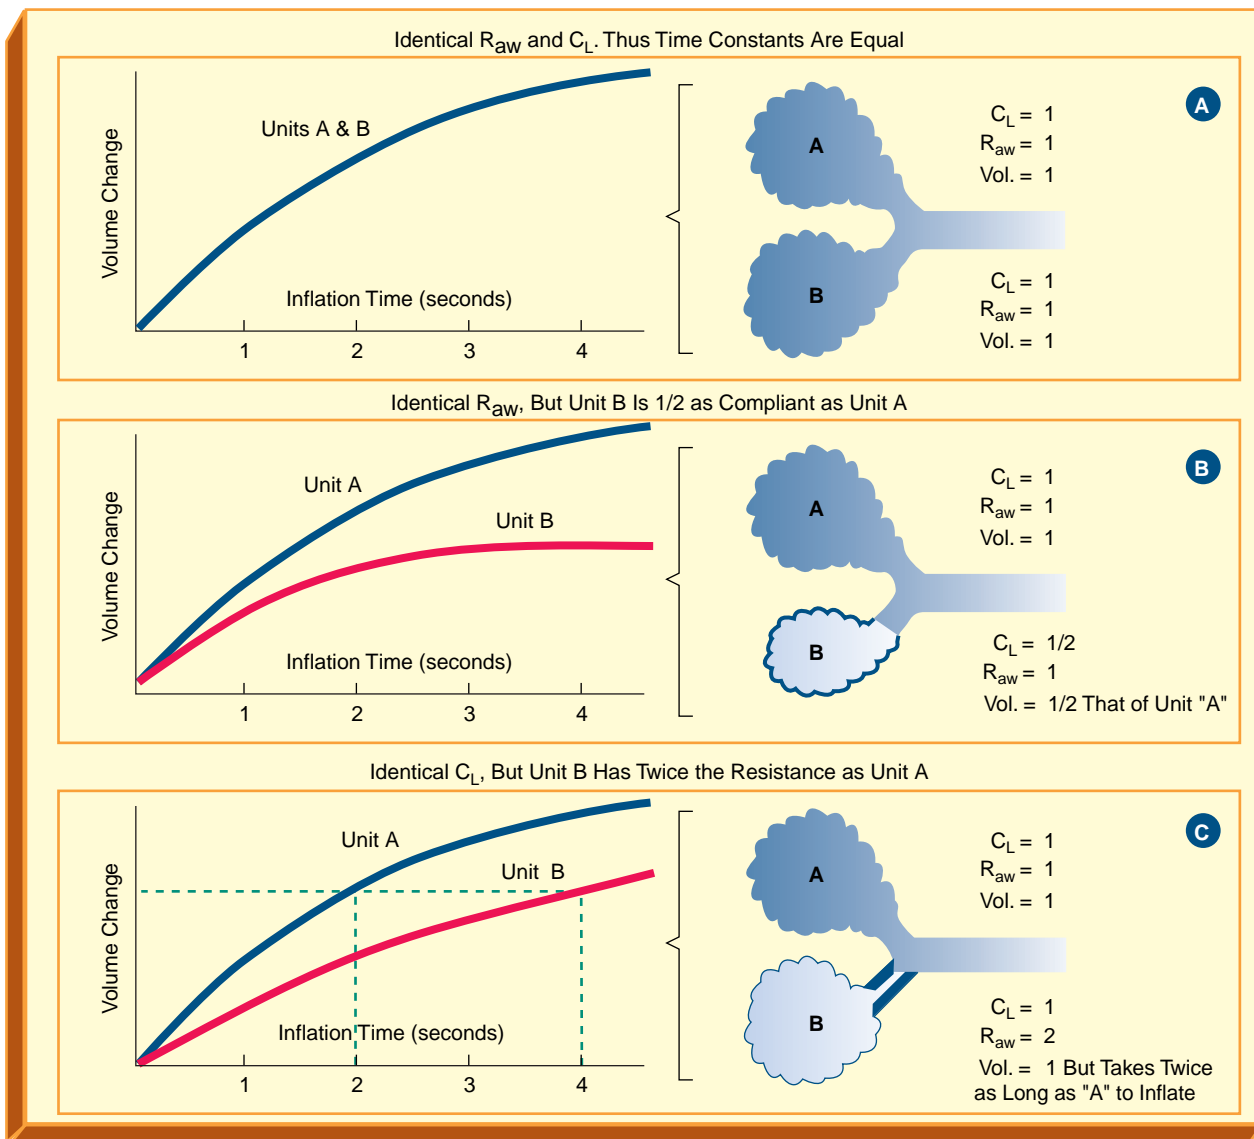 Identical Raw and CL. Thus Time Constants Are Equal
A
Volume Change
Units A & B
Inflation Time (seconds)
1 2 3 4
A
B
CL = 1
Raw = 1
Vol. = 1
CL = 1
Raw = 1
Vol. = 1
Identical Raw, But Unit B Is 1/2 as Compliant as Unit A
B
Volume Change
Unit A
Unit B
Inflation Time (seconds)
1 2 3 4
A
B
CL = 1
Raw = 1
Vol. = 1
CL = 1/2
Raw = 1
Vol. = 1/2 That of Unit "A"
Identical CL, But Unit B Has Twice the Resistance as Unit A
C
Volume Change
Unit A
Unit B
Inflation Time (seconds)
1 2 3 4
A
B
CL = 1
Raw = 1
Vol. = 1
CL = 1
Raw = 2
Vol. = 1 But Takes Twice
as Long as "A" to Inflate